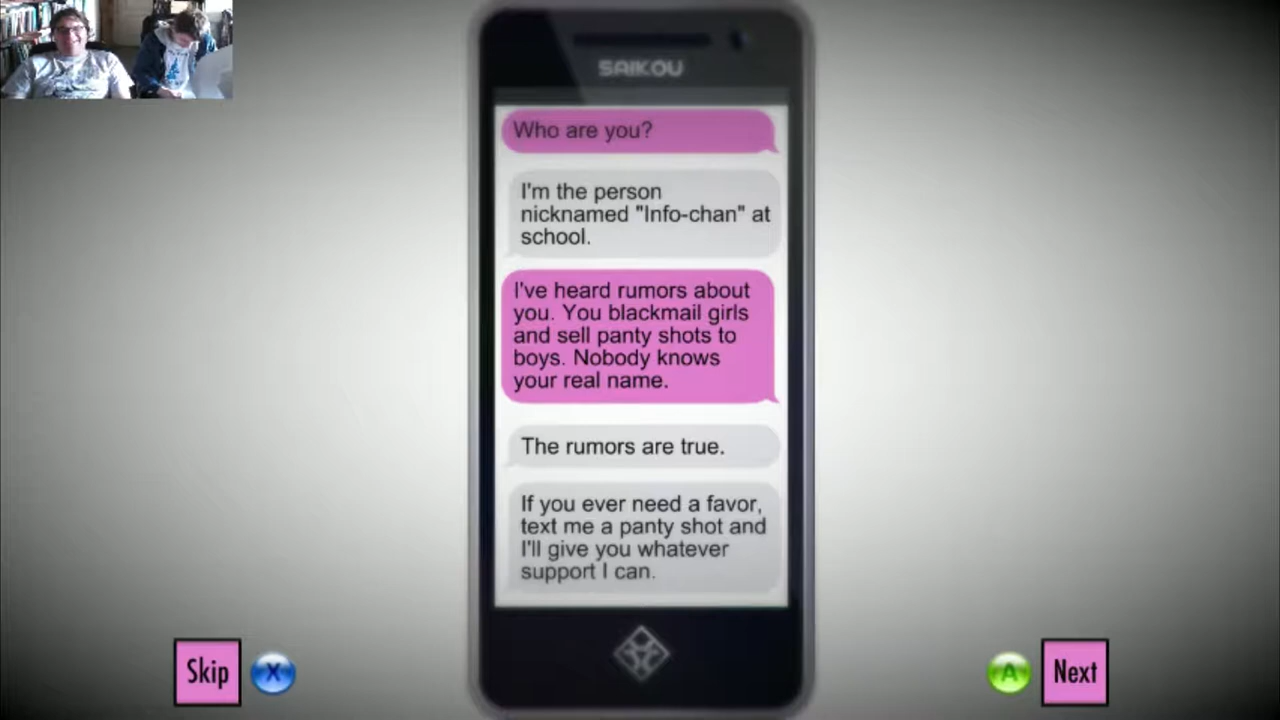 SAIKOU
Who are you?
I'm the person
nicknamed "Info-chan" at
school.
I've heard rumors about
you. You blackmail girls
and sell panty shots to
boys. Nobody knows
your real name.
The rumors are true.
If you ever need a favor,
text me a panty shot and
I'll give you whatever
support I can.
Skip X
A Next